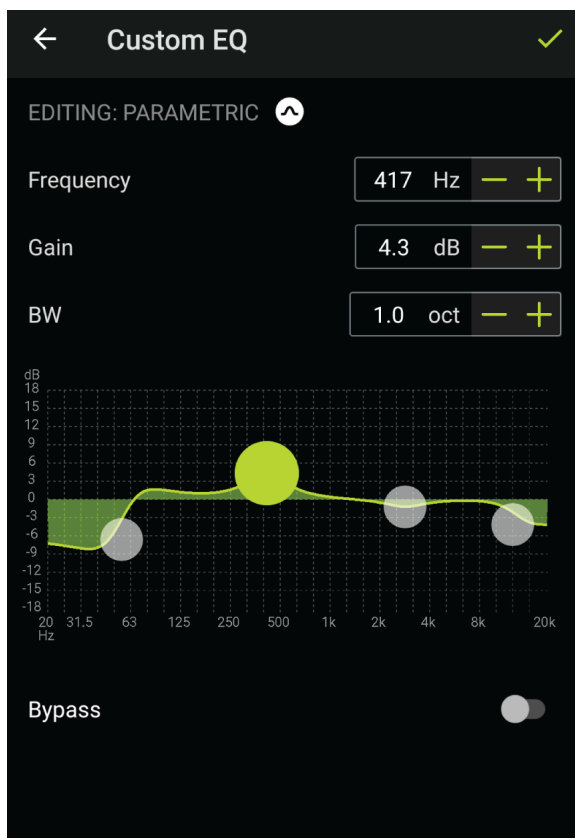 Custom EQ
EDITING: PARAMETRIC
Frequency 417 Hz
Gain 4.3 dB
BW 1.0 oct
dB
18
15
12
9
6
3
0
-3
-6
-9
-12
-15
-18
20 31.5 63 125 250 500 1k 2k 4k 8k 20k
Hz
Bypass